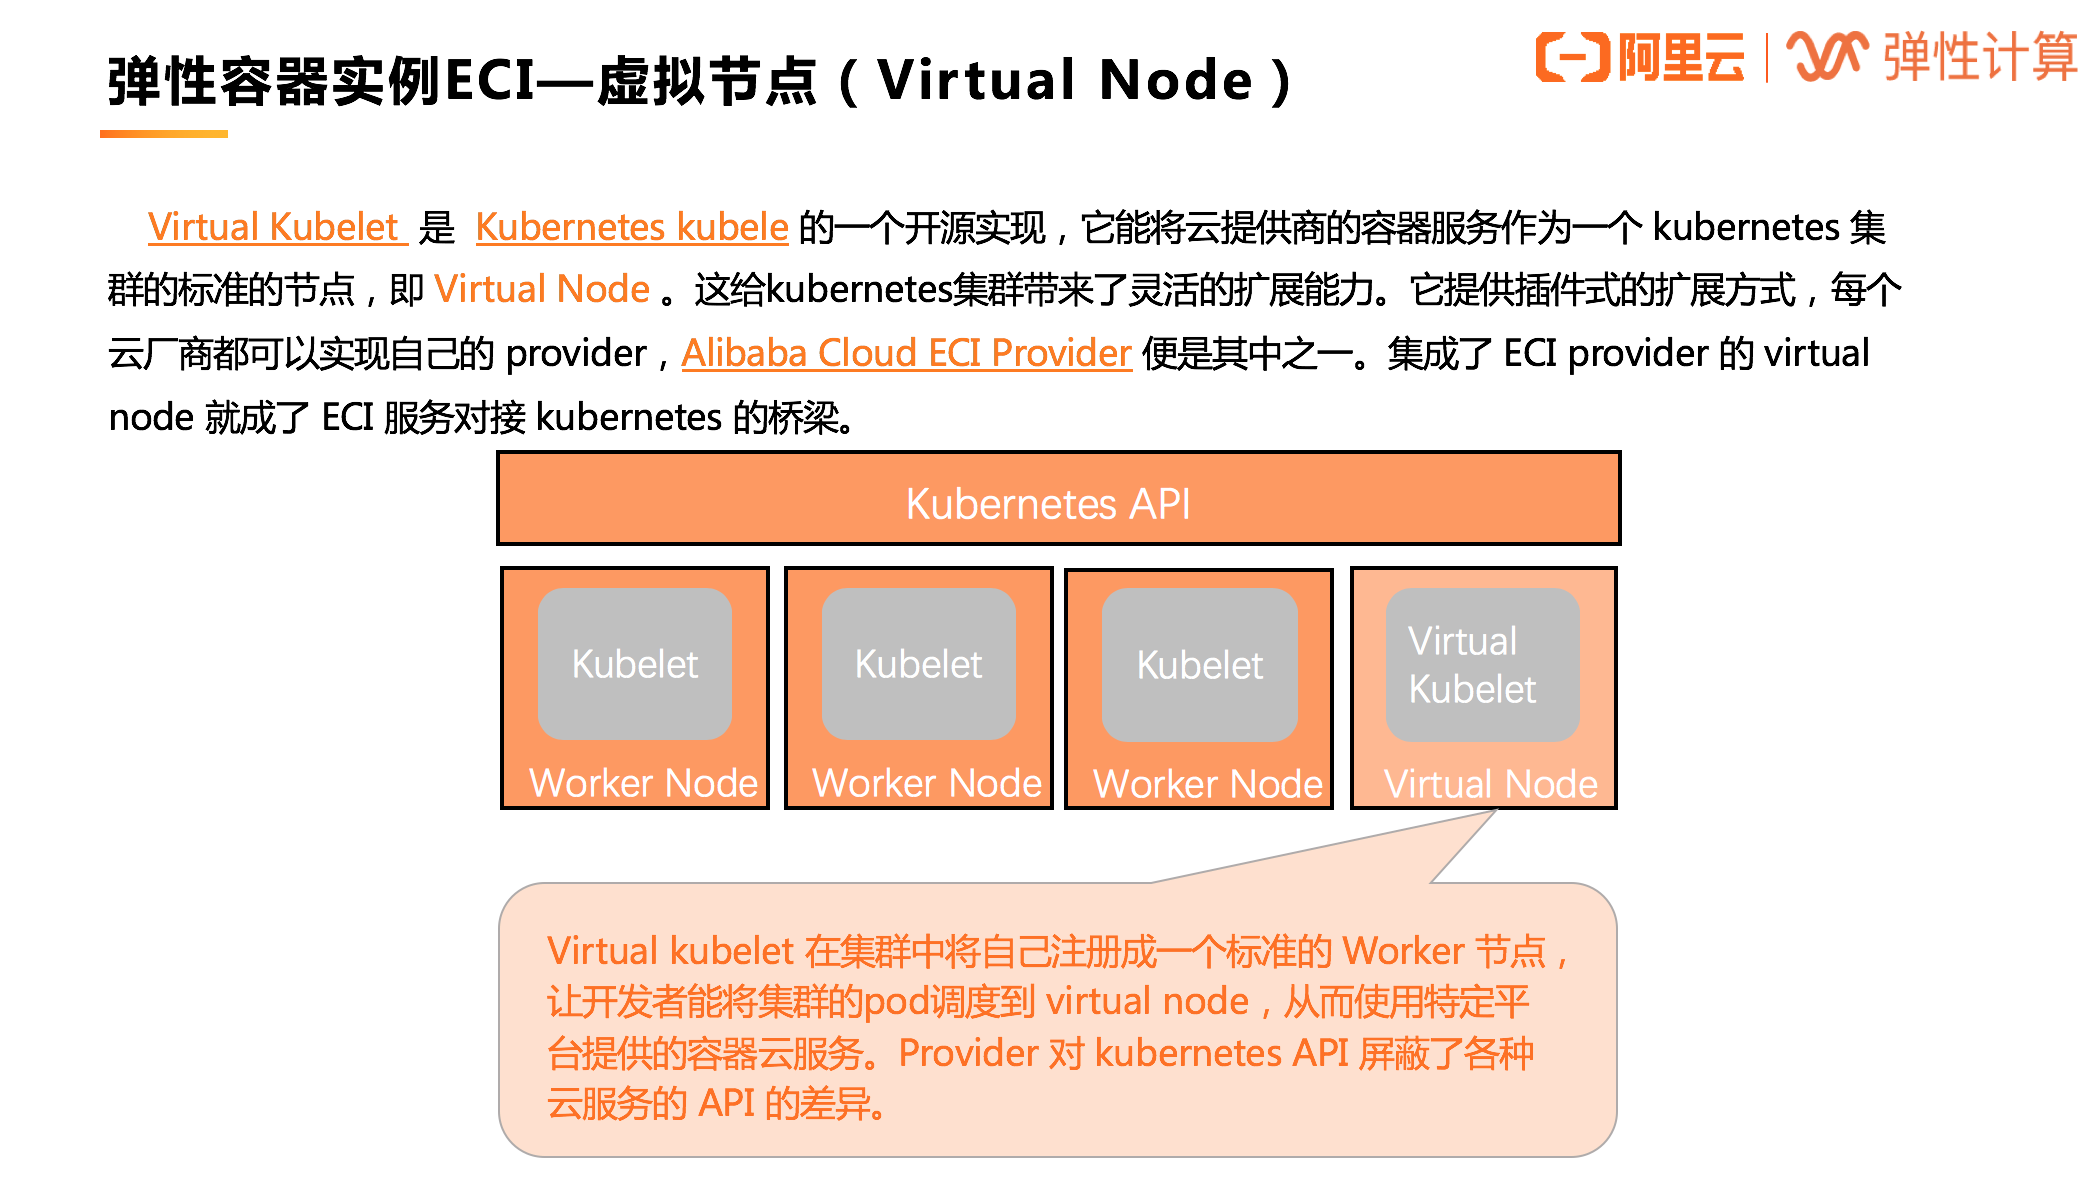 弹性容器实例ECI—虚拟节点（Virtual Node）
阿里云 弹性计算
Virtual Kubelet 是 Kubernetes kubele 的一个开源实现，它能将云提供商的容器服务作为一个 kubernetes 集
群的标准的节点，即 Virtual Node 。这给kubernetes集群带来了灵活的扩展能力。它提供插件式的扩展方式，每个
云厂商都可以实现自己的 provider，Alibaba Cloud ECI Provider 便是其中之一。集成了 ECI provider 的 virtual
node 就成了 ECI 服务对接 kubernetes 的桥梁。
Kubernetes API
Kubelet
Worker Node
Kubelet
Worker Node
Kubelet
Worker Node
Virtual
Kubelet
Virtual Node
Virtual kubelet 在集群中将自己注册成一个标准的 Worker 节点，
让开发者能将集群的pod调度到 virtual node，从而使用特定平
台提供的容器云服务。Provider 对 kubernetes API 屏蔽了各种
云服务的 API 的差异。